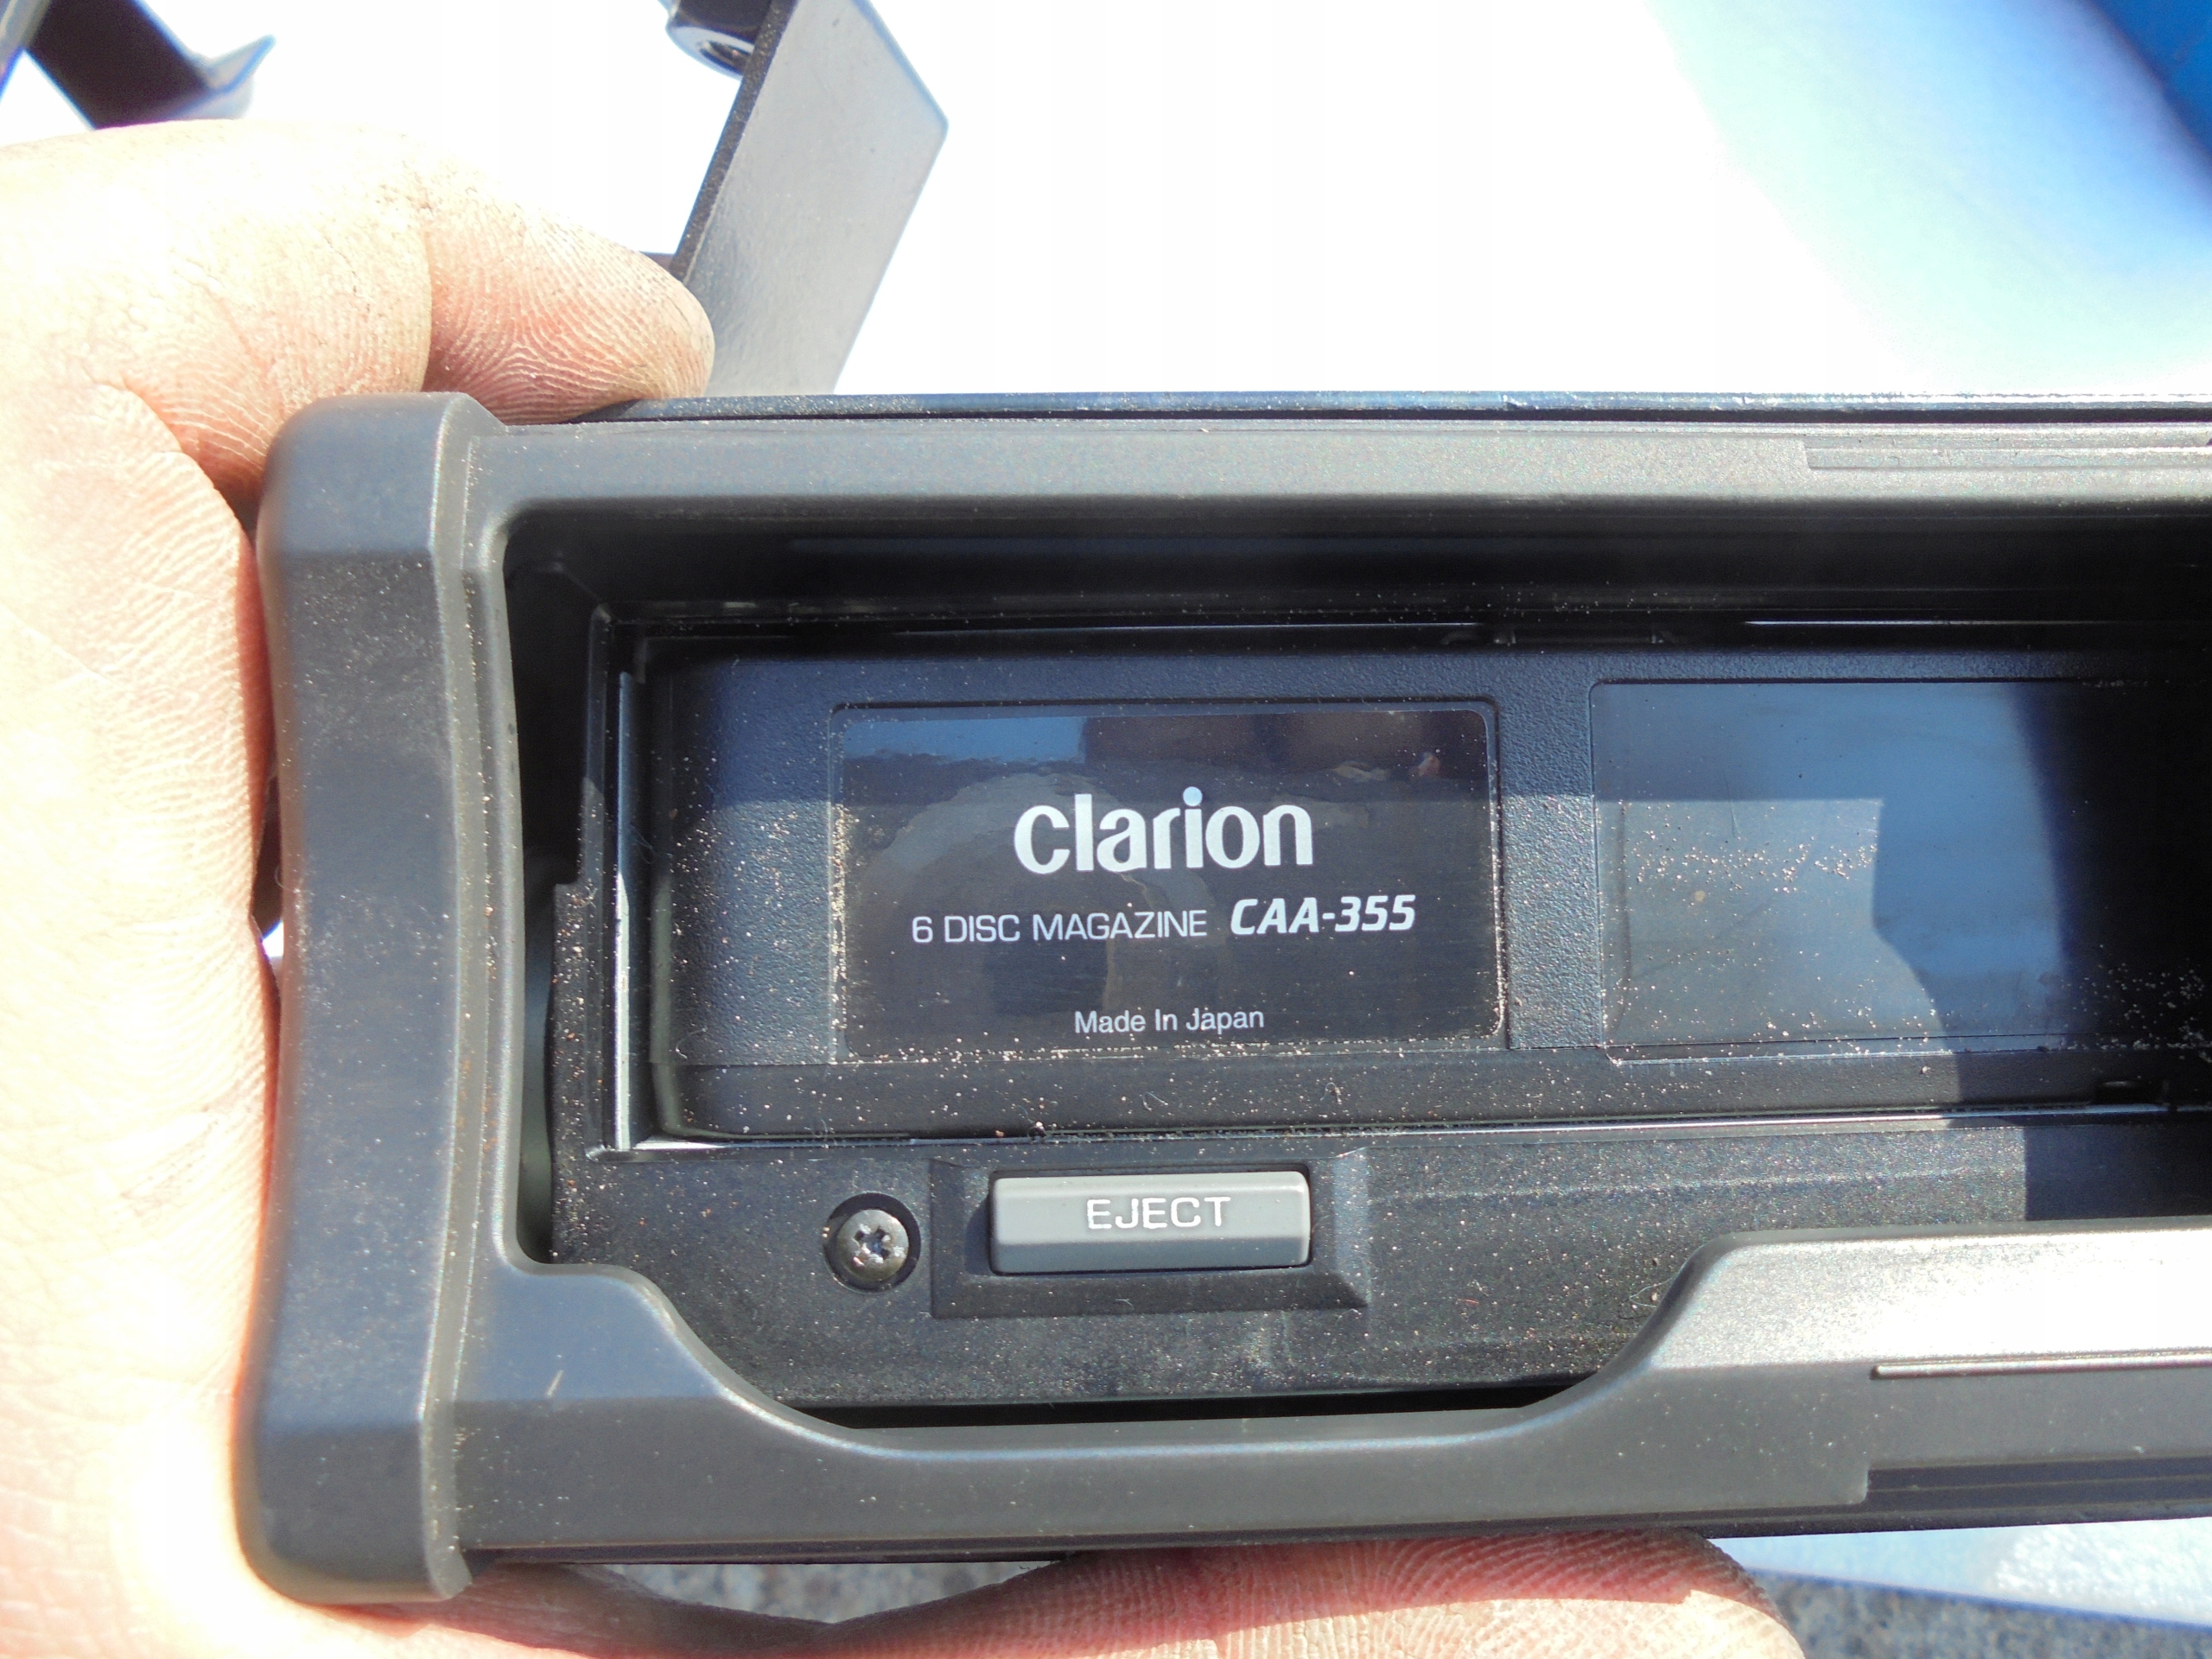 clarion
6 DISC MAGAZINE CAA-355
Made In Japan
EJECT